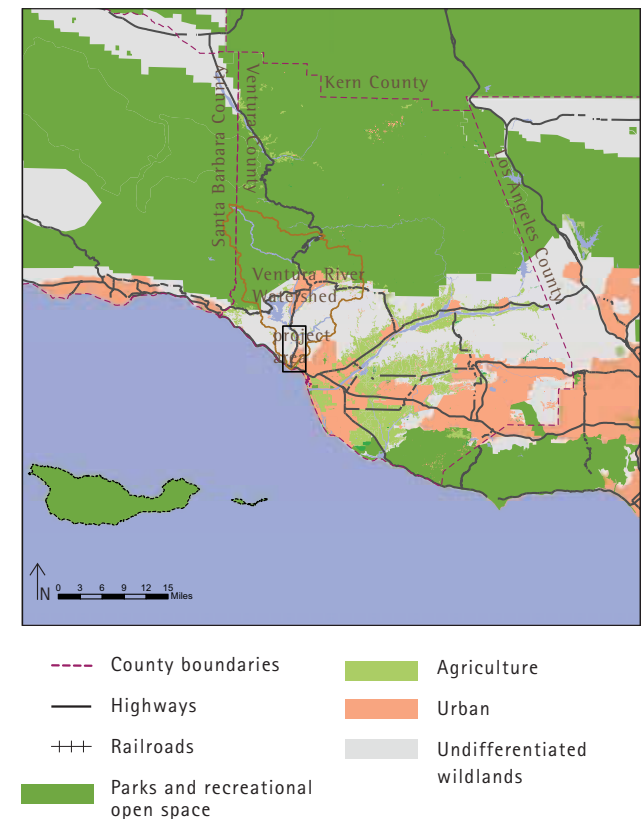 Kern County
Santa Barbara County
Ventura County
Los Angeles County
Ventura River
Watershed
project
area
N
0 3 6 9 12 15
Miles
County boundaries
Highways
Railroads
Parks and recreational
open space
Agriculture
Urban
Undifferentiated
wildlands